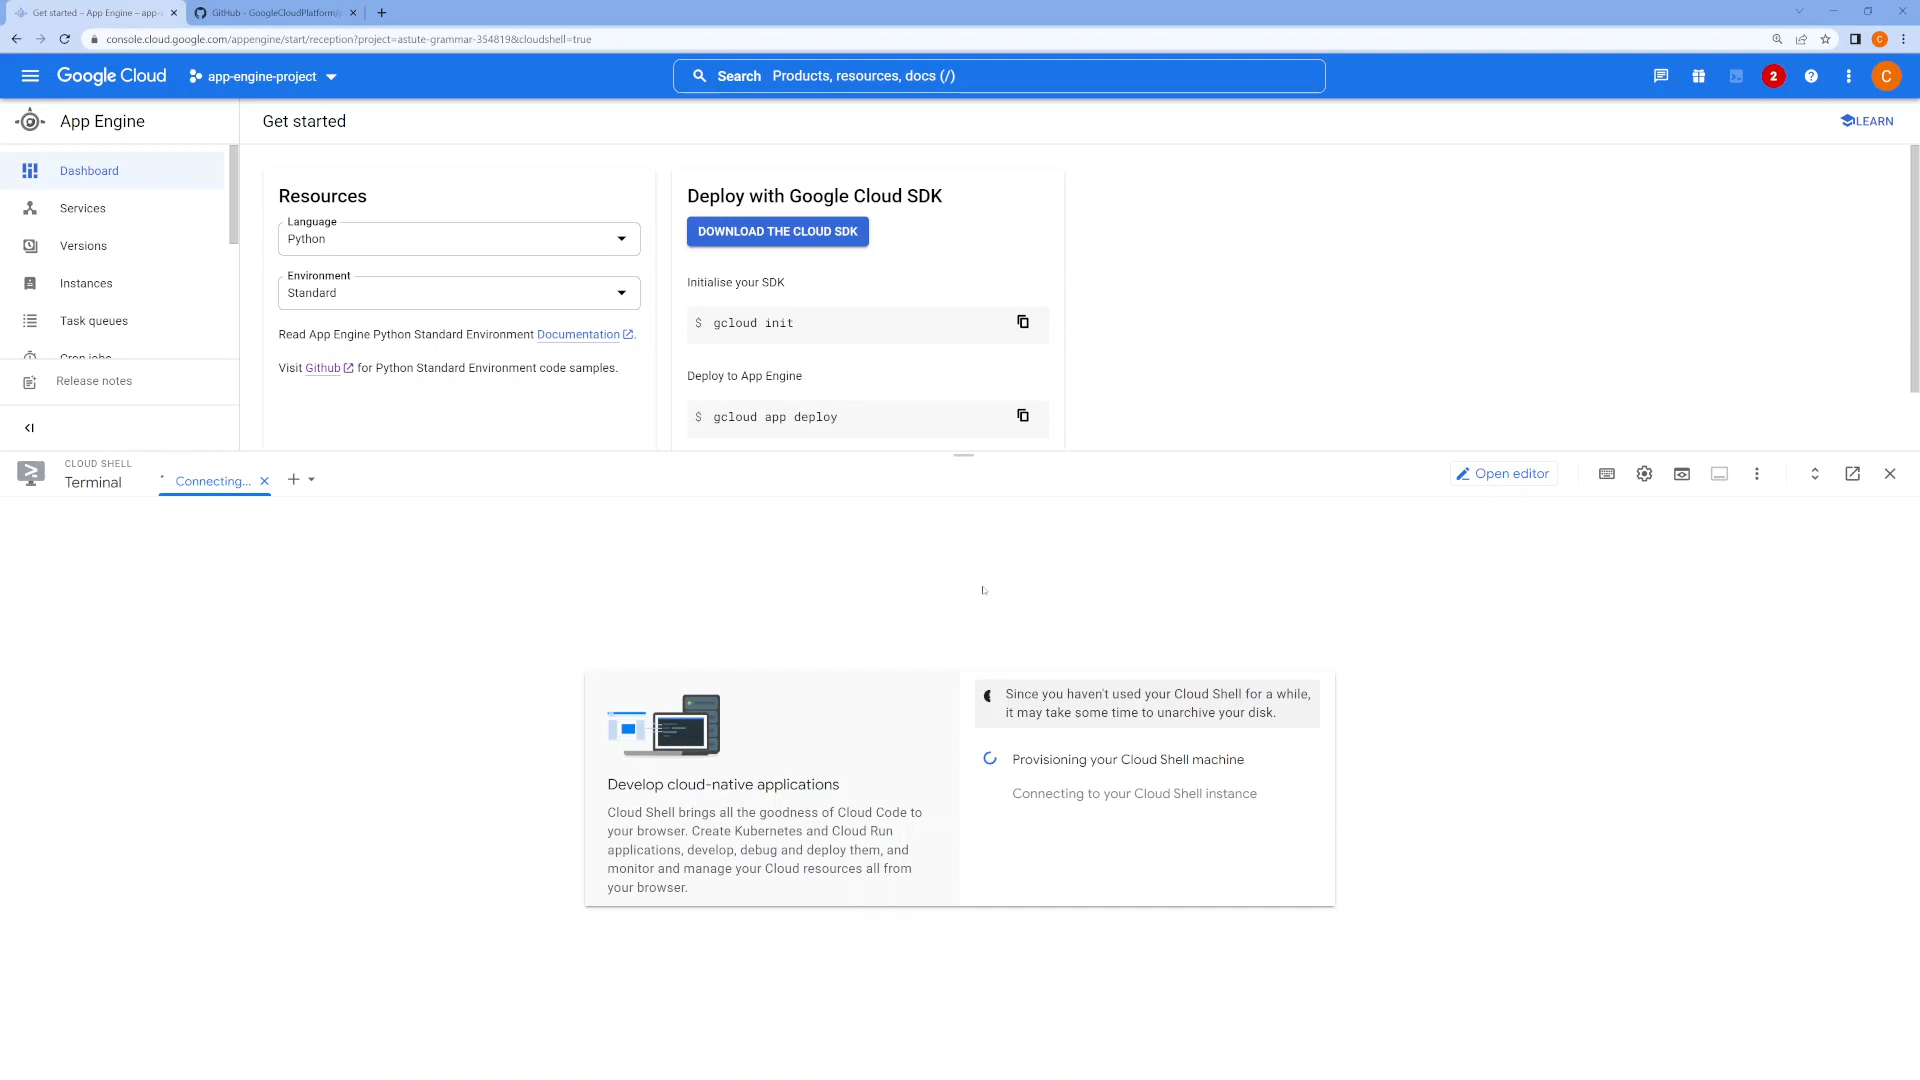 Get started – App Engine – app-
GitHub - GoogleCloudPlatform/
console.cloud.google.com/appengine/start/reception?project=astute-grammar-354819&cloudshell=true
C
Google Cloud
app-engine-project
Search Products, resources, docs (/)
2
C
App Engine
Get started
LEARN
Dashboard
Services
Versions
Instances
Task queues
Cron jobs
Release notes
Resources
Language
Python
Environment
Standard
Read App Engine Python Standard Environment Documentation.
Visit Github for Python Standard Environment code samples.
Deploy with Google Cloud SDK
DOWNLOAD THE CLOUD SDK
Initialise your SDK
$ gcloud init
Deploy to App Engine
$ gcloud app deploy
CLOUD SHELL
Terminal
Connecting...
Open editor
Develop cloud-native applications
Cloud Shell brings all the goodness of Cloud Code to
your browser. Create Kubernetes and Cloud Run
applications, develop, debug and deploy them, and
monitor and manage your Cloud resources all from
your browser.
Since you haven't used your Cloud Shell for a while,
it may take some time to unarchive your disk.
Provisioning your Cloud Shell machine
Connecting to your Cloud Shell instance